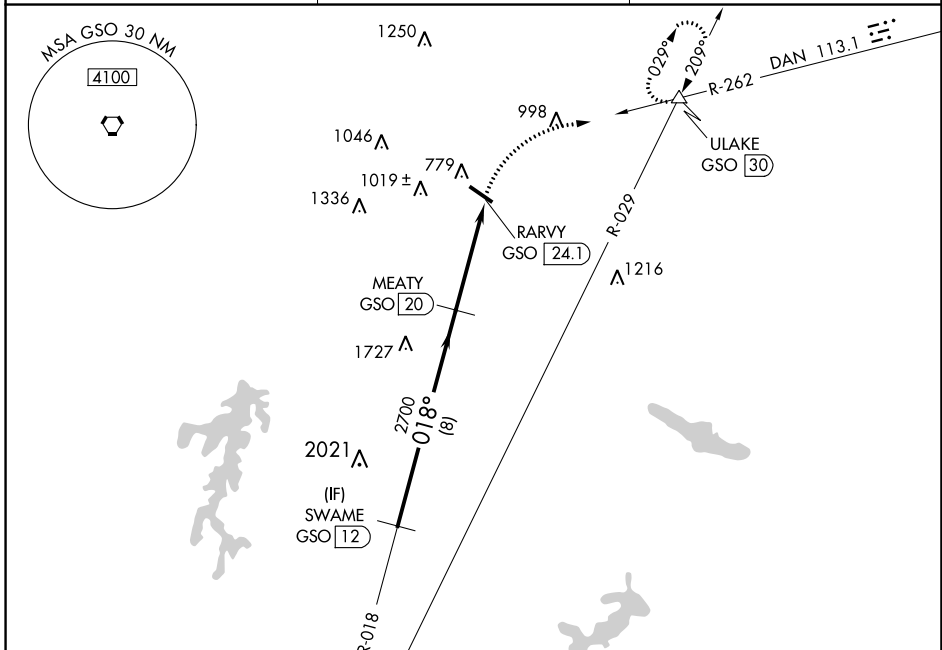 MSA GSO 30 NM
4100
1250
1046
1019 ±
1336
779
998
029°
209°
DAN 113.1
R-262
ULAKE
GSO 30
R-029
RARVY
GSO 24.1
1216
MEATY
GSO 20
1727
2700
018°
(8)
2021
(IF)
SWAME
GSO 12
R-018